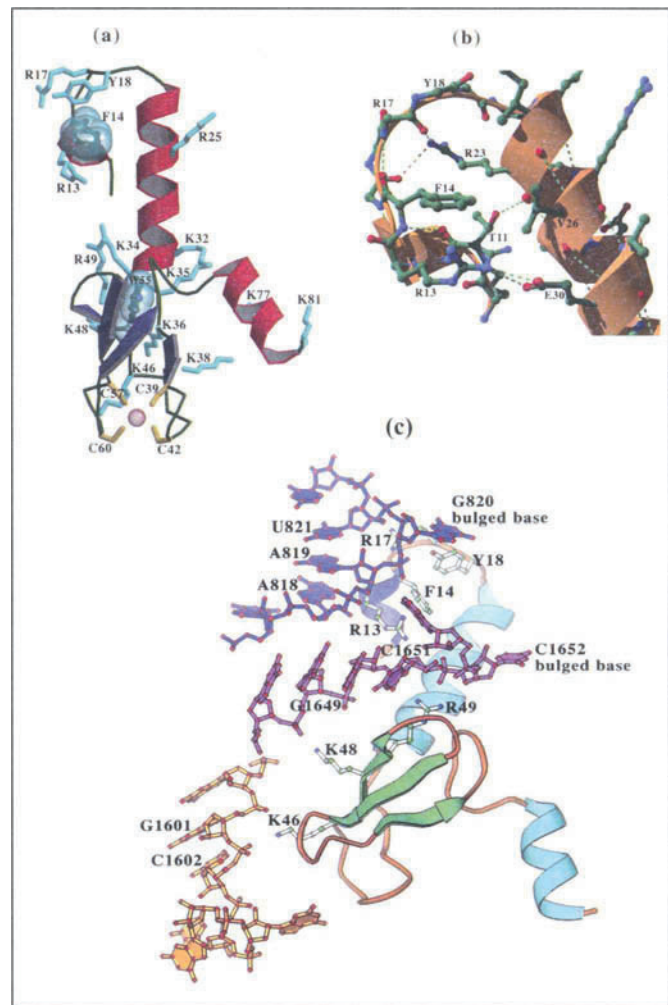 (a)
R17
Y18
F14
R25
R13
K34
K32
R49
K35
K77
K81
K48
K36
K38
K46
C57
C39
C60
C42
(b)
Y18
R17
R23
F14
V26
T11
R13
E30
(c)
G820
bulged base
U821
R17
Y18
A819
F14
A818
R13
C1651
C1652
bulged base
G1649
R49
K48
K46
G1601
C1602